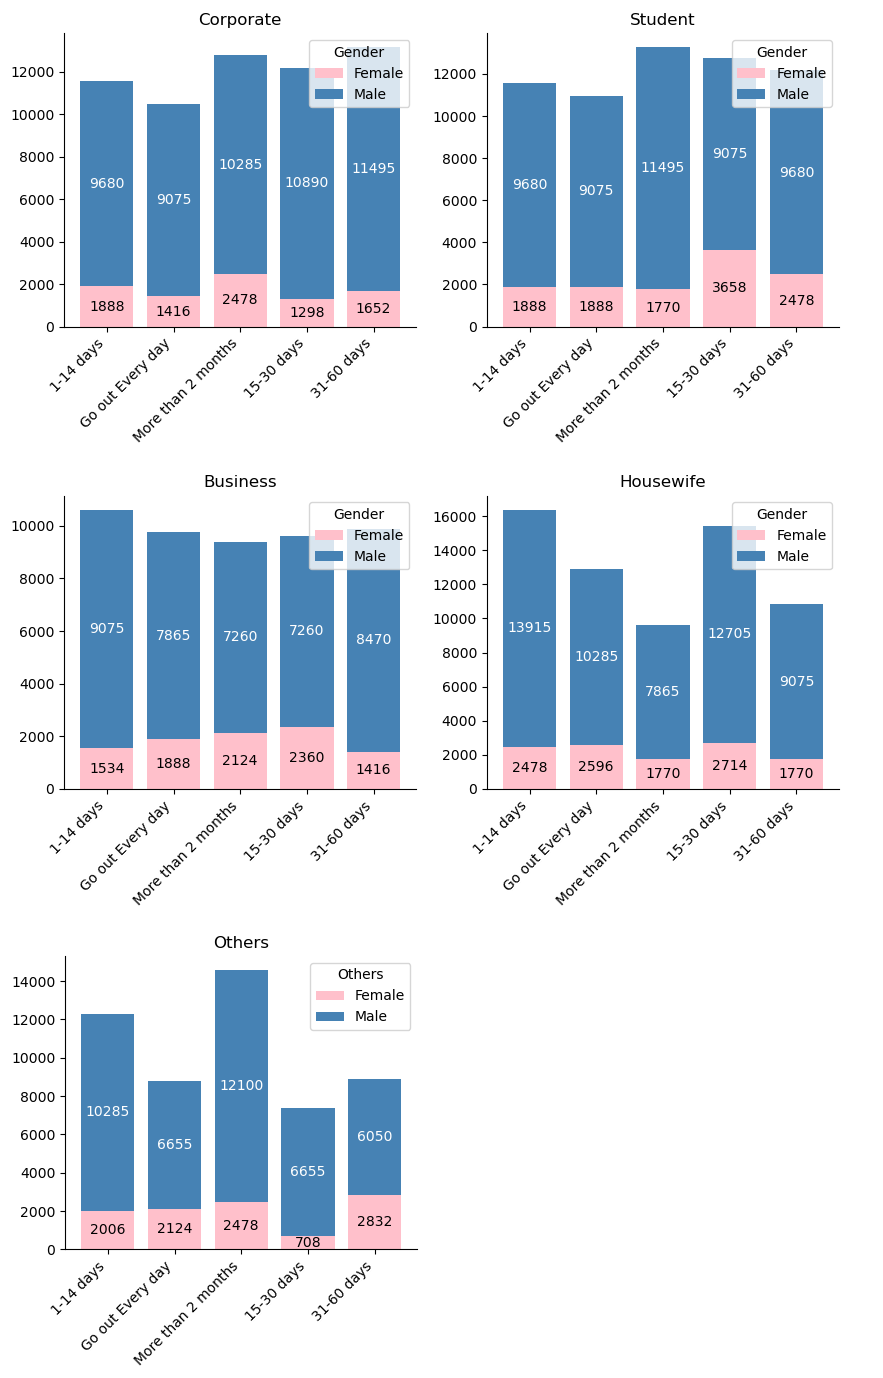 Corporate
Gender
Female
Male
12000
10000
8000
6000
4000
2000
0
9680
9075
10285
10890
11495
1888
1416
2478
1298
1652
1-14 days
Go out Every day
More than 2 months
15-30 days
31-60 days
Student
Gender
Female
Male
12000
10000
8000
6000
4000
2000
0
9680
9075
11495
9075
9680
1888
1888
1770
3658
2478
1-14 days
Go out Every day
More than 2 months
15-30 days
31-60 days
Business
Gender
Female
Male
10000
8000
6000
4000
2000
0
9075
7865
7260
7260
8470
1534
1888
2124
2360
1416
1-14 days
Go out Every day
More than 2 months
15-30 days
31-60 days
Housewife
Gender
Female
Male
16000
14000
12000
10000
8000
6000
4000
2000
0
13915
10285
7865
12705
9075
2478
2596
1770
2714
1770
1-14 days
Go out Every day
More than 2 months
15-30 days
31-60 days
Others
Others
Female
Male
14000
12000
10000
8000
6000
4000
2000
0
10285
6655
12100
6655
6050
2006
2124
2478
708
2832
1-14 days
Go out Every day
More than 2 months
15-30 days
31-60 days